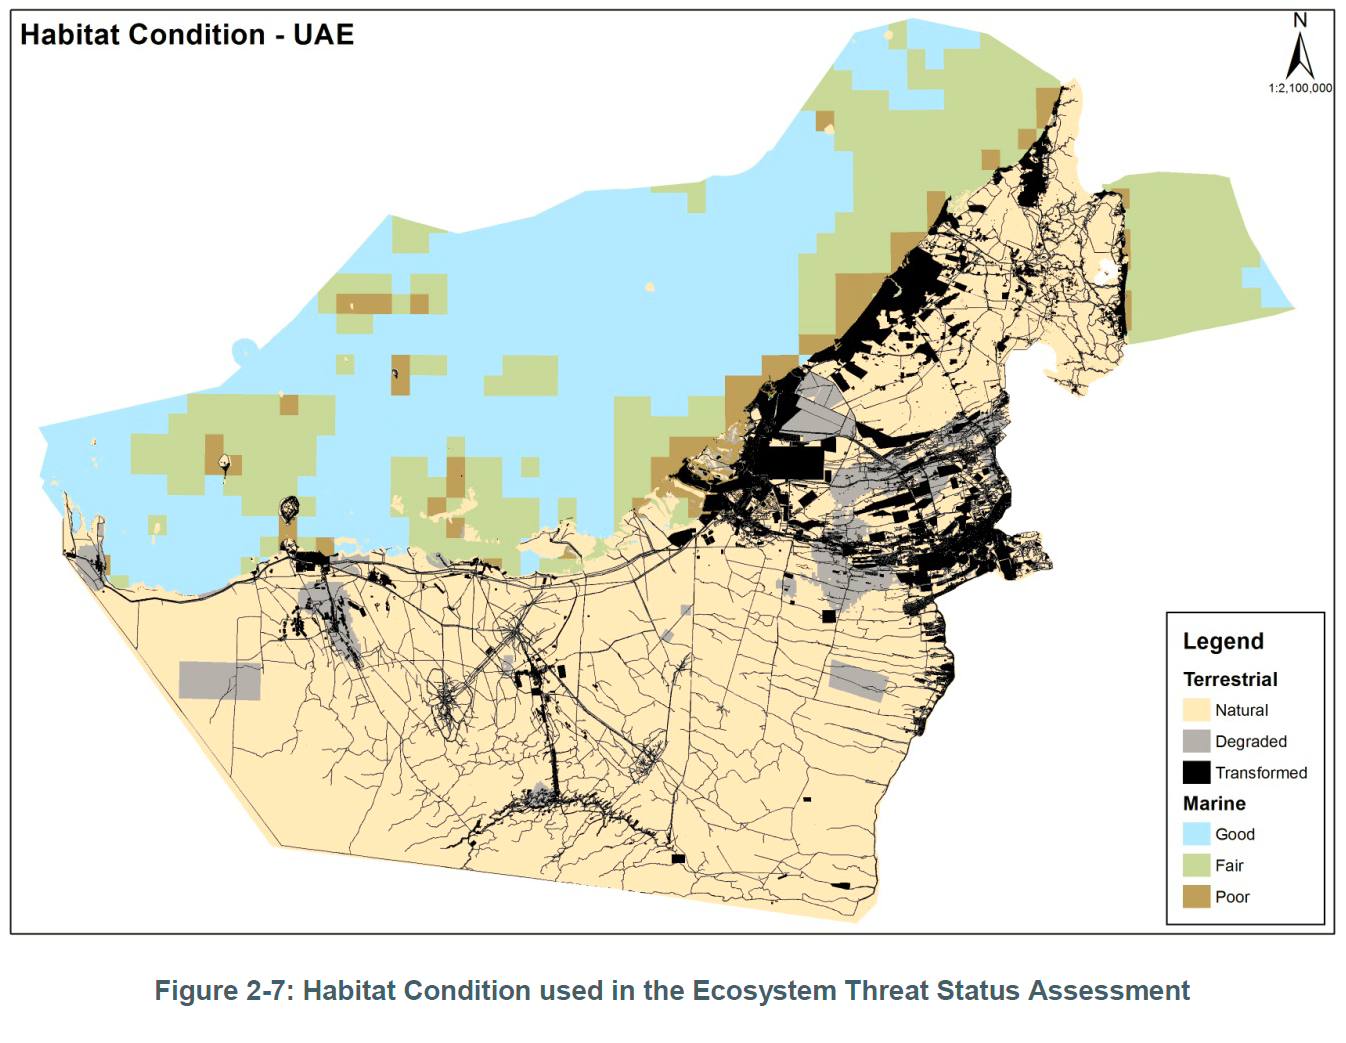 Habitat Condition - UAE
N
1:2,100,000
Legend
Terrestrial
Natural
Degraded
Transformed
Marine
Good
Fair
Poor
Figure 2-7: Habitat Condition used in the Ecosystem Threat Status Assessment